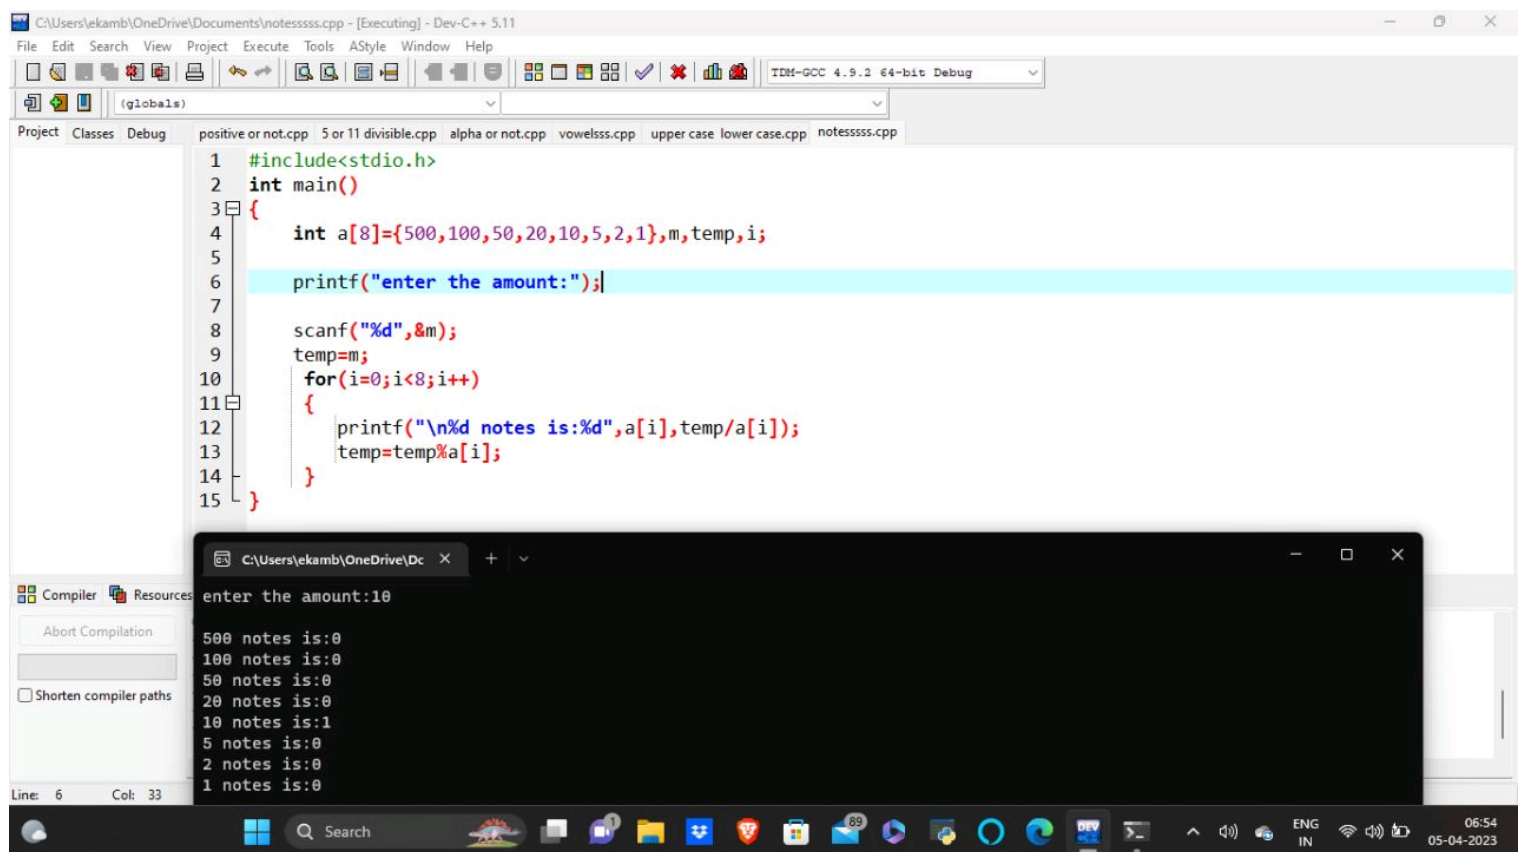 C:\Users\ekamb\OneDrive\Documents\notesssss.cpp - [Executing] - Dev-C++ 5.11
File Edit Search View Project Execute Tools AStyle Window Help
TDM-GCC 4.9.2 64-bit Debug
(globals)
Project Classes Debug positive or not.cpp 5 or 11 divisible.cpp alpha or not.cpp vowelsss.cpp upper case lower case.cpp notesssss.cpp
1 #include<stdio.h>
2 int main()
3 {
4 int a[8]={500,100,50,20,10,5,2,1},m,temp,i;
5
6 printf("enter the amount:");
7
8 scanf("%d",&m);
9 temp=m;
10 for(i=0;i<8;i++)
11 {
12 printf("\n%d notes is:%d",a[i],temp/a[i]);
13 temp=temp%a[i];
14 }
15 }
C:\Users\ekamb\OneDrive\Dc
Compiler Resources
Abort Compilation
Shorten compiler paths
enter the amount:10
500 notes is:0
100 notes is:0
50 notes is:0
20 notes is:0
10 notes is:1
5 notes is:0
2 notes is:0
1 notes is:0
Line: 6 Col: 33
Search
1
89
DEV
ENG
IN
06:54
05-04-2023